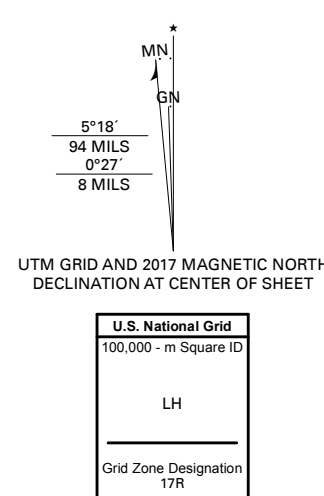 ★
MN
GN
5°18´
94 MILS
0°27´
8 MILS
UTM GRID AND 2017 MAGNETIC NORTH
DECLINATION AT CENTER OF SHEET
U.S. National Grid
100,000 - m Square ID
LH
Grid Zone Designation
17R